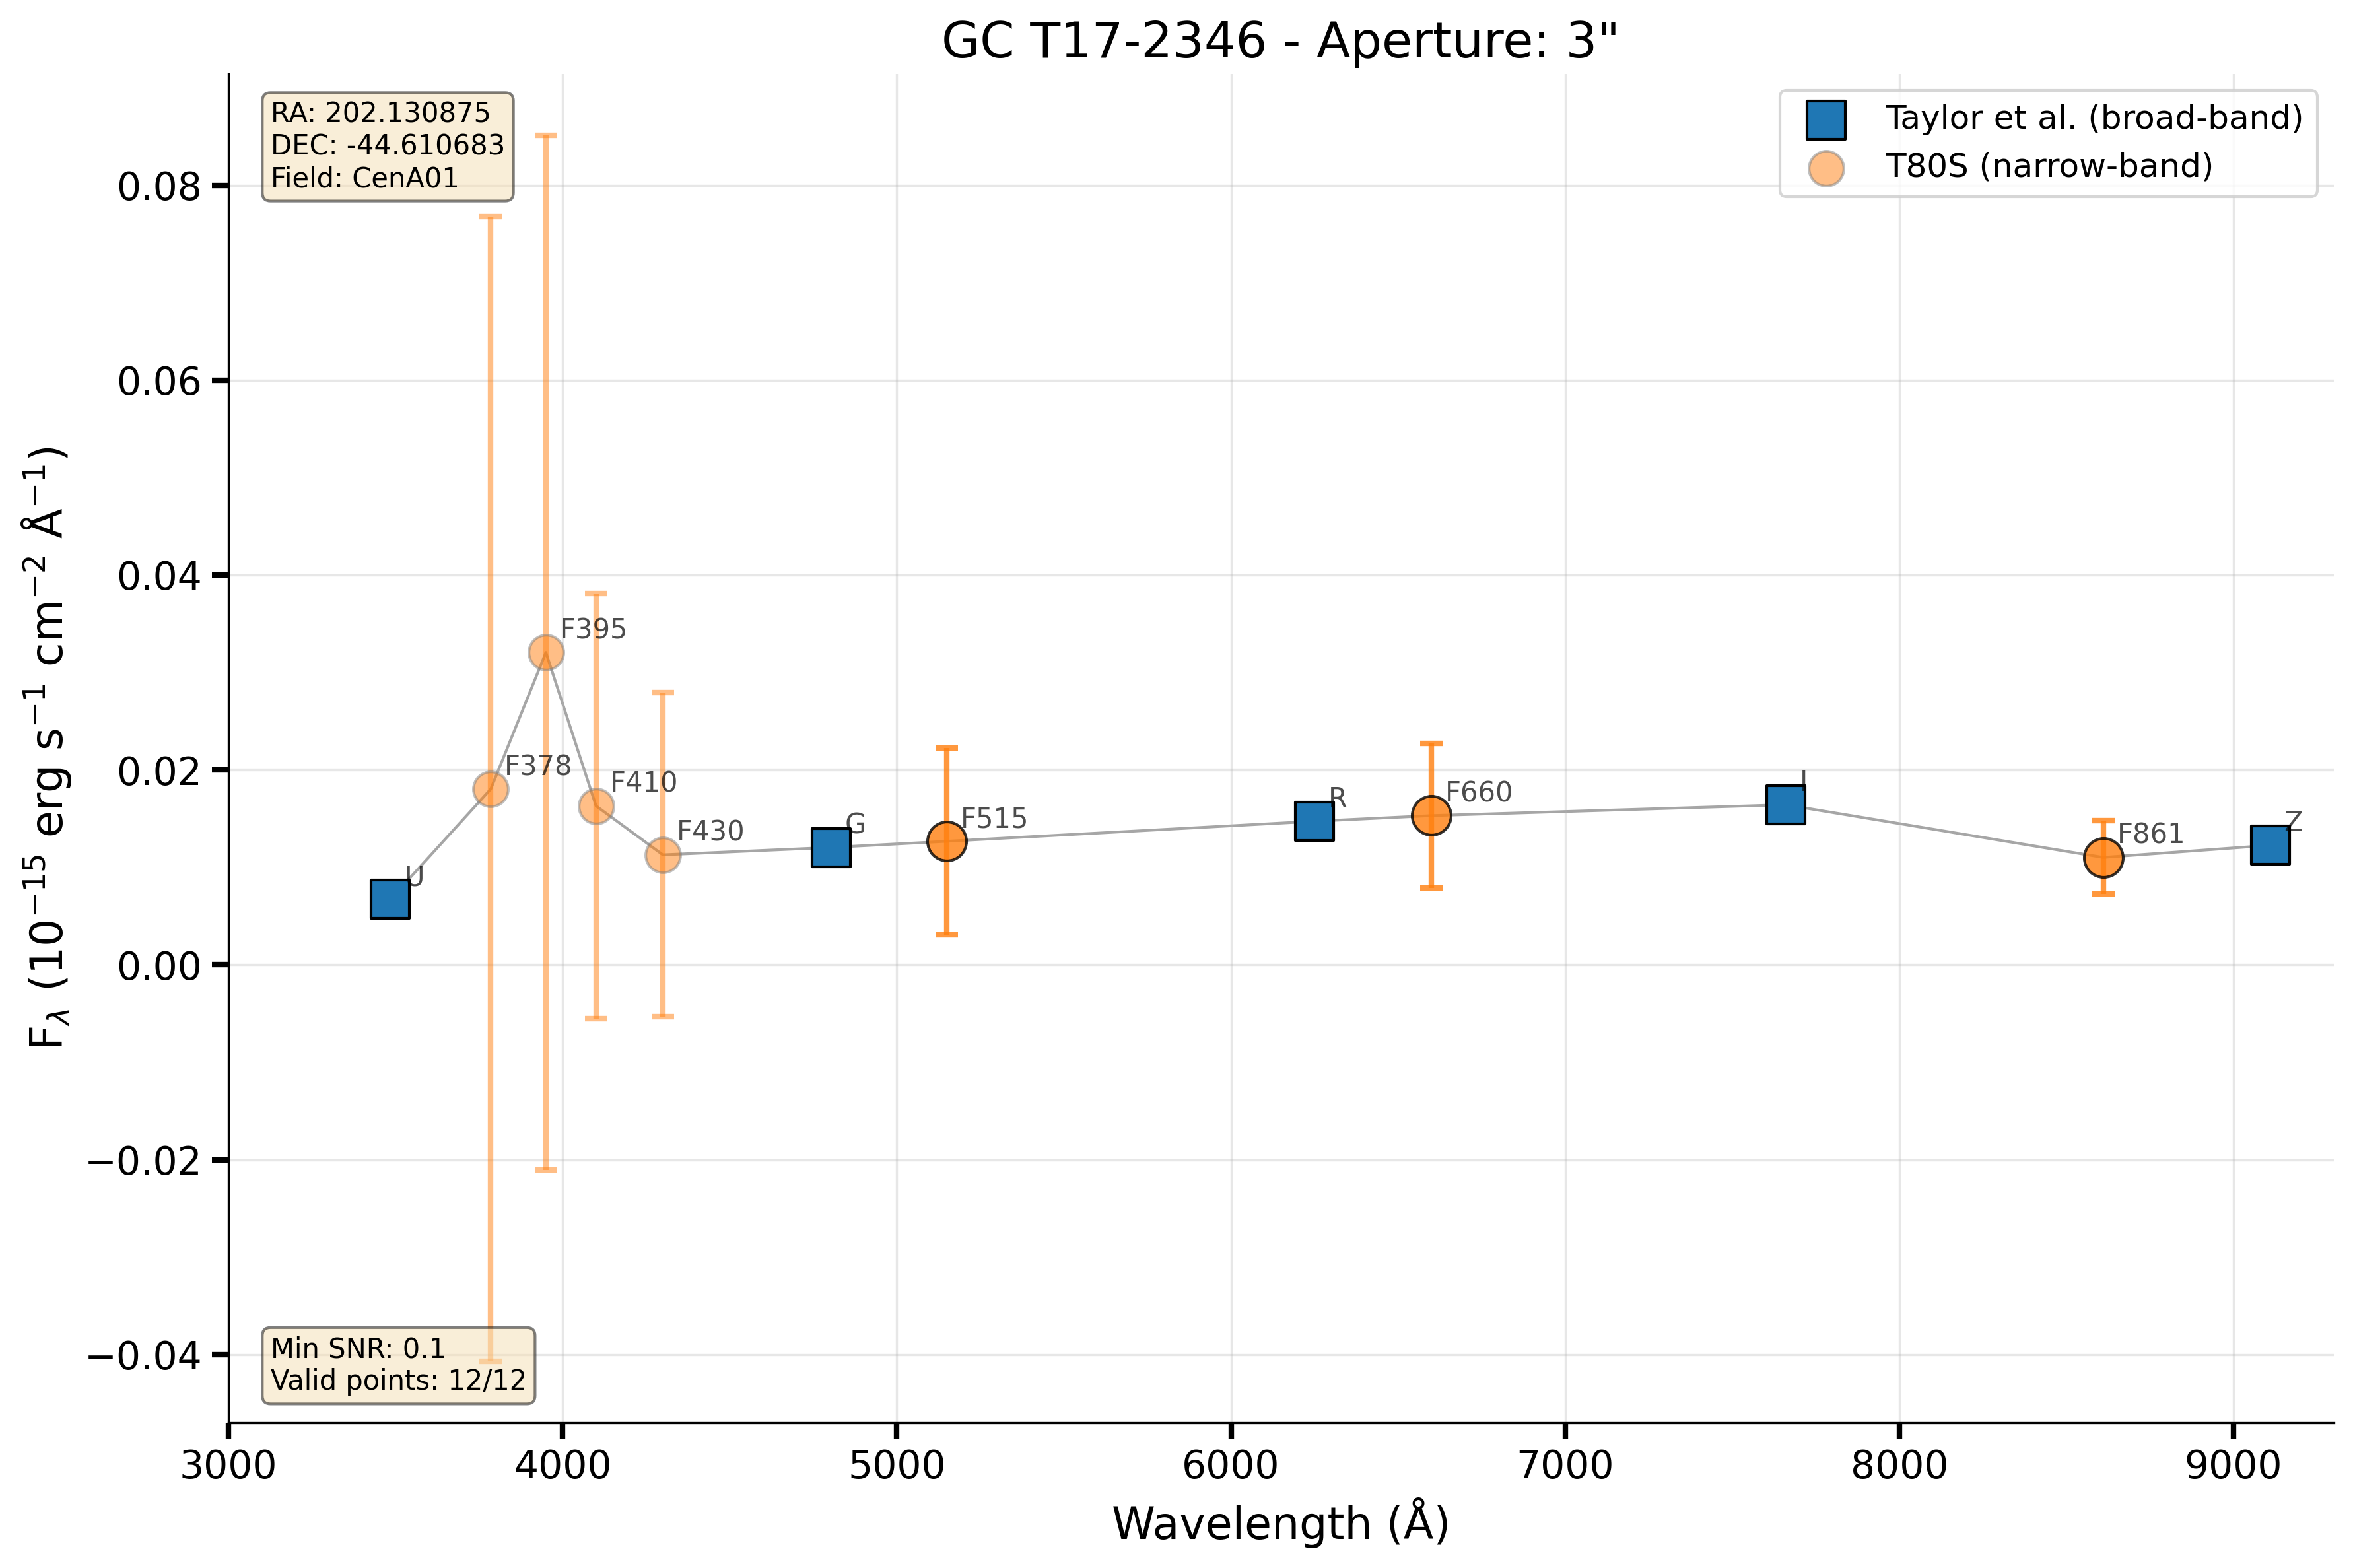 GC T17-2346 - Aperture: 3"
RA: 202.130875
DEC: -44.610683
Field: CenA01
Taylor et al. (broad-band)
T80S (narrow-band)
0.08
0.06
0.04
0.02
0.00
−0.02
−0.04
F$_{λ}$ (10$^{−15}$ erg s$^{−1}$ cm$^{−2}$ Å$^{−1}$)
U
F378
F395
F410
F430
G
F515
R
F660
I
F861
Z
Min SNR: 0.1
Valid points: 12/12
3000 4000 5000 6000 7000 8000 9000
Wavelength (Å)